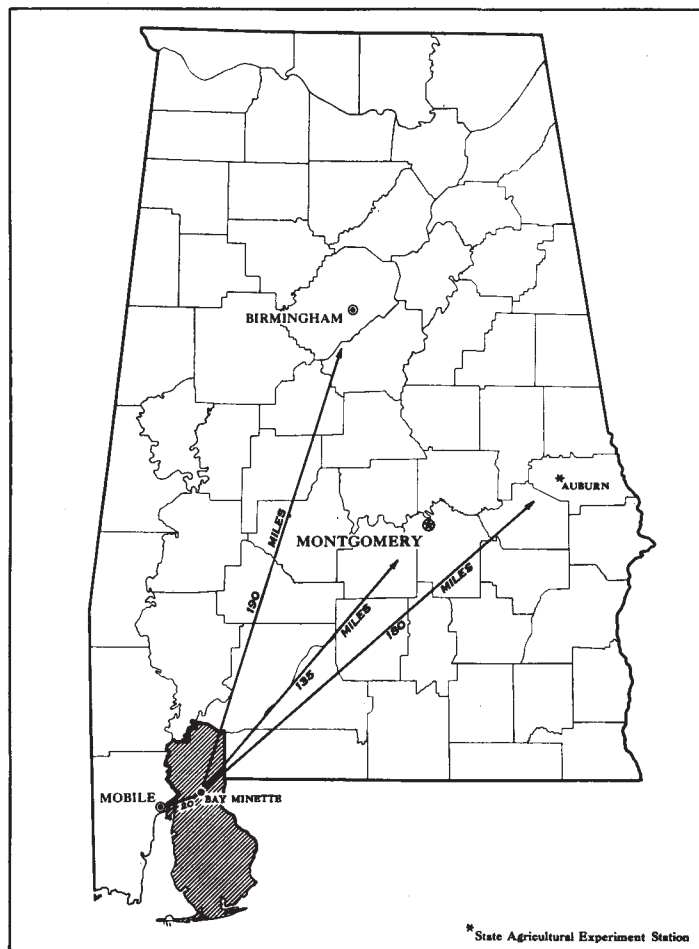 BIRMINGHAM
*AUBURN
MONTGOMERY
MILES
190
MILES
180
MILES
135
MOBILE
20
BAY MINETTE
*State Agricultural Experiment Station